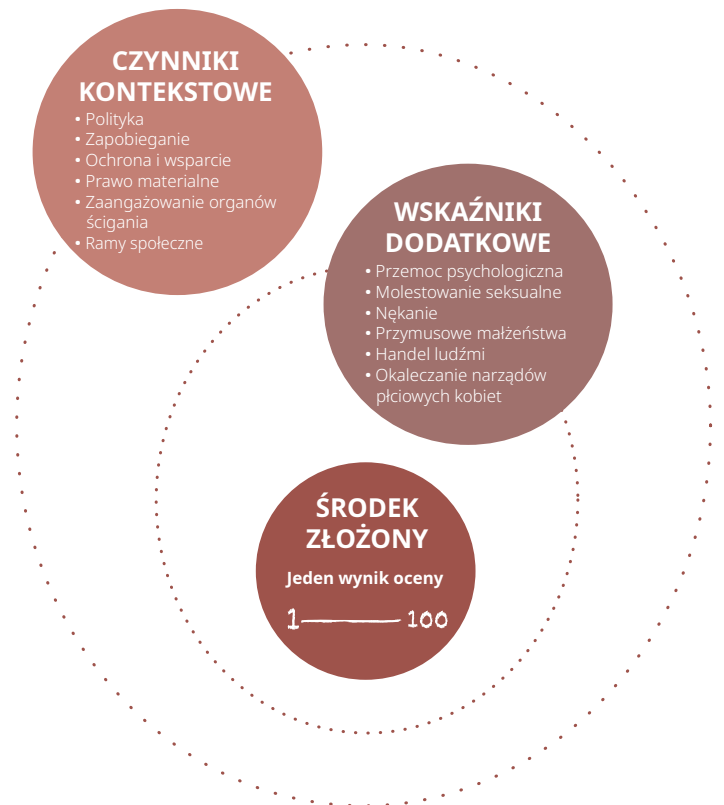 CZYNNIKI
KONTEKSTOWE
• Polityka
• Zapobieganie
• Ochrona i wsparcie
• Prawo materialne
• Zaangażowanie organów
ścigania
• Ramy społeczne
WSKAŹNIKI
DODATKOWE
• Przemoc psychologiczna
• Molestowanie seksualne
• Nękanie
• Przymusowe małżeństwa
• Handel ludźmi
• Okaleczanie narządów
płciowych kobiet
ŚRODEK
ZŁOŻONY
Jeden wynik oceny
1 100